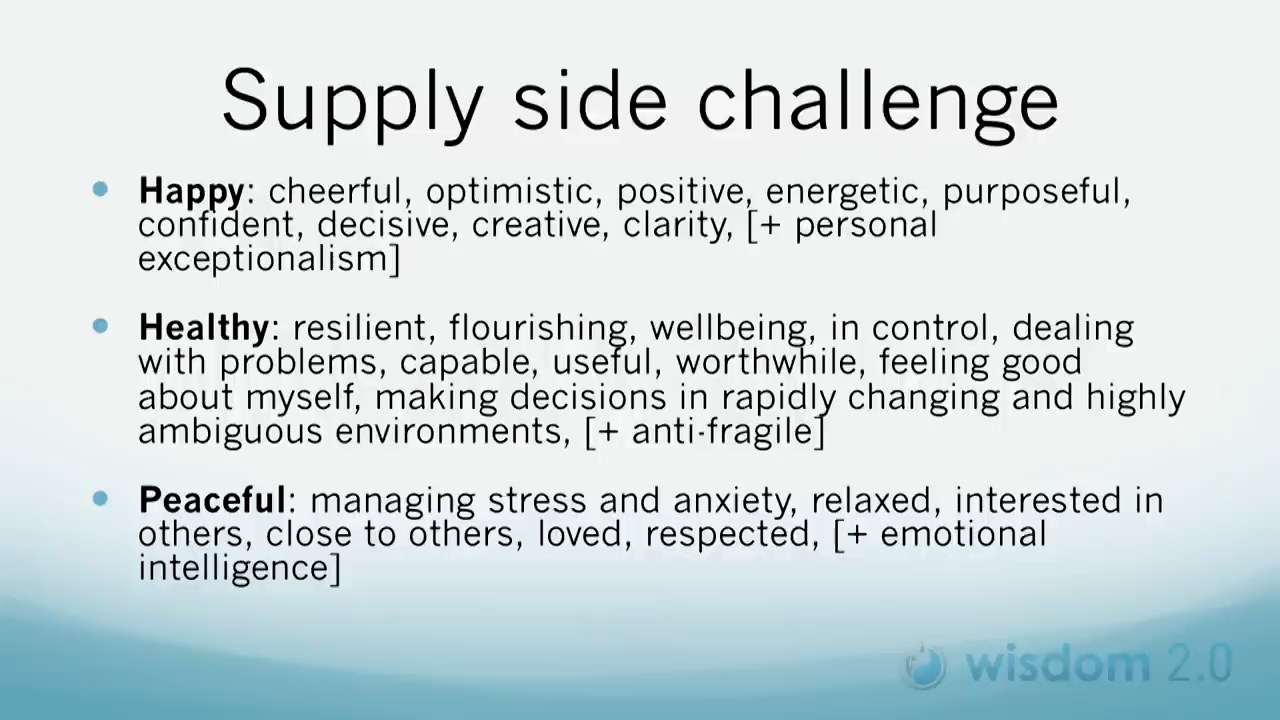 Supply side challenge
• Happy: cheerful, optimistic, positive, energetic, purposeful,
confident, decisive, creative, clarity, [+ personal
exceptionalism]
• Healthy: resilient, flourishing, wellbeing, in control, dealing
with problems, capable, useful, worthwhile, feeling good
about myself, making decisions in rapidly changing and highly
ambiguous environments, [+ anti-fragile]
• Peaceful: managing stress and anxiety, relaxed, interested in
others, close to others, loved, respected, [+ emotional
intelligence]
wisdom 2.0